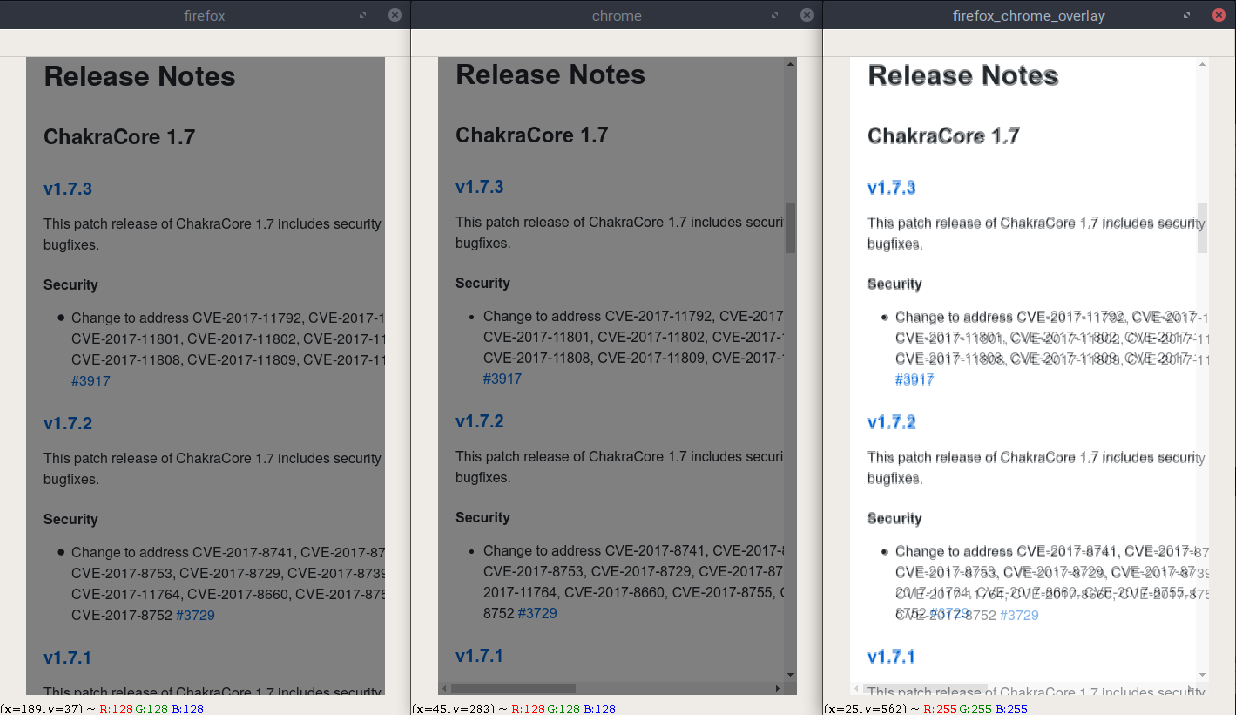 firefox
Release Notes
ChakraCore 1.7
v1.7.3
This patch release of ChakraCore 1.7 includes security
bugfixes.
Security
• Change to address CVE-2017-11792, CVE-2017-1
CVE-2017-11801, CVE-2017-11802, CVE-2017-11
CVE-2017-11808, CVE-2017-11809, CVE-2017-11
#3917
v1.7.2
This patch release of ChakraCore 1.7 includes security
bugfixes.
Security
• Change to address CVE-2017-8741, CVE-2017-87
CVE-2017-8753, CVE-2017-8729, CVE-2017-8739
CVE-2017-11764, CVE-2017-8660, CVE-2017-875
CVE-2017-8752 #3729
v1.7.1
This patch release of ChakraCore 1.7 includes security
(x=189, y=37) ~ R:128 G:128 B:128
chrome
Release Notes
ChakraCore 1.7
v1.7.3
This patch release of ChakraCore 1.7 includes securi
bugfixes.
Security
• Change to address CVE-2017-11792, CVE-2017
CVE-2017-11801, CVE-2017-11802, CVE-2017-
CVE-2017-11808, CVE-2017-11809, CVE-2017-
#3917
v1.7.2
This patch release of ChakraCore 1.7 includes securi
bugfixes.
Security
• Change to address CVE-2017-8741, CVE-2017-
CVE-2017-8753, CVE-2017-8729, CVE-2017-87
2017-11764, CVE-2017-8660, CVE-2017-8755, C
8752 #3729
v1.7.1
(x=45, y=283) ~ R:128 G:128 B:128
firefox_chrome_overlay
Release Notes
ChakraCore 1.7
v1.7.3
This patch release of ChakraCore 1.7 includes security
bugfixes.
Security
• Change to address CVE-2017-11792, CVE-2017-1
CVE-2017-11801, CVE-2017-11802, CVE-2017-11
CVE-2017-11808, CVE-2017-11809, CVE-2017-11
#3917
v1.7.2
This patch release of ChakraCore 1.7 includes security
bugfixes.
Security
• Change to address CVE-2017-8741, CVE-2017-87
CVE-2017-8753, CVE-2017-8729, CVE-2017-8739
CVE-2017-8752 #3729
v1.7.1
This patch release of ChakraCore 1.7 includes security
(x=25, y=562) ~ R:255 G:255 B:255